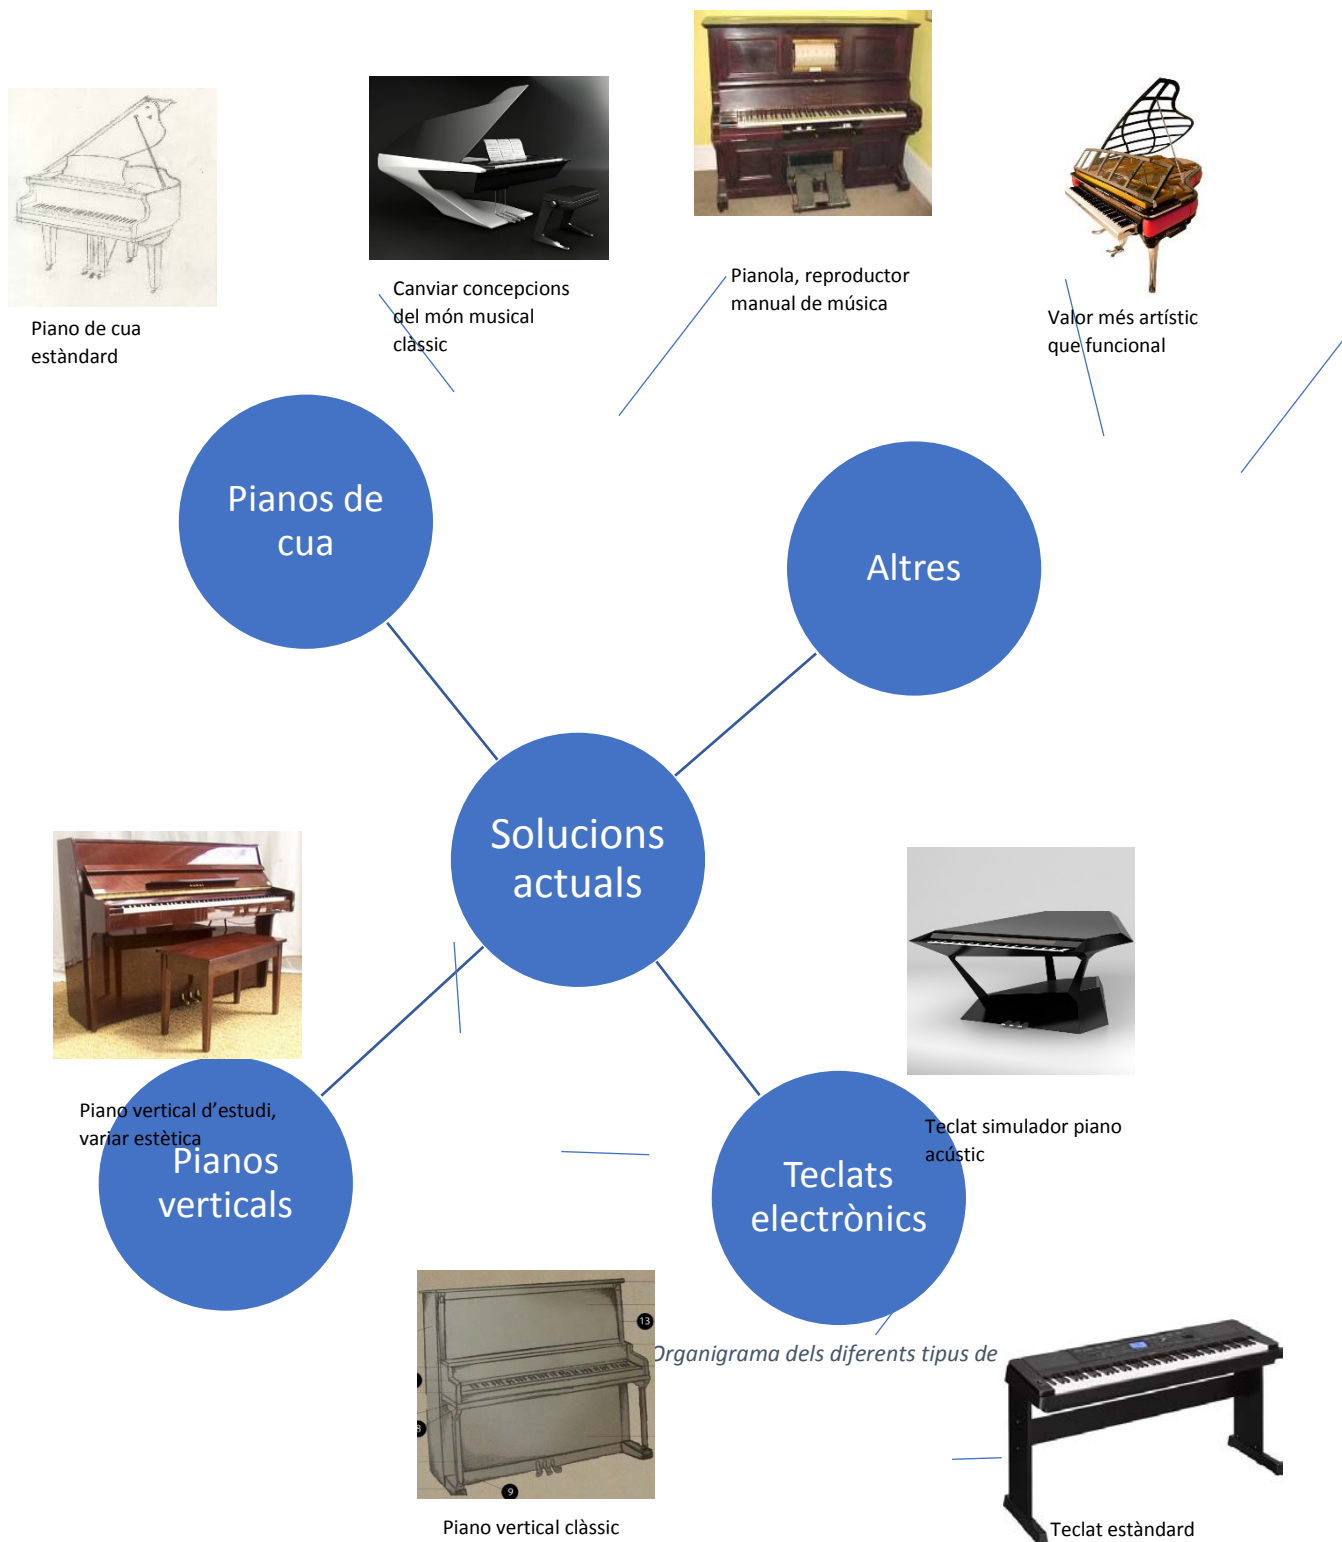 Piano de cua
estàndard
Canviar concepcions
del món musical
clàssic
Pianola, reproductor
manual de música
Valor més artístic
que funcional
Pianos de
cua
Altres
Solucions
actuals
Piano vertical d’estudi,
variar estètica
Pianos
verticals
Teclat simulador piano
acústic
Teclats
electrònics
13
9
Organigrama dels diferents tipus de
Piano vertical clàssic
Teclat estàndard